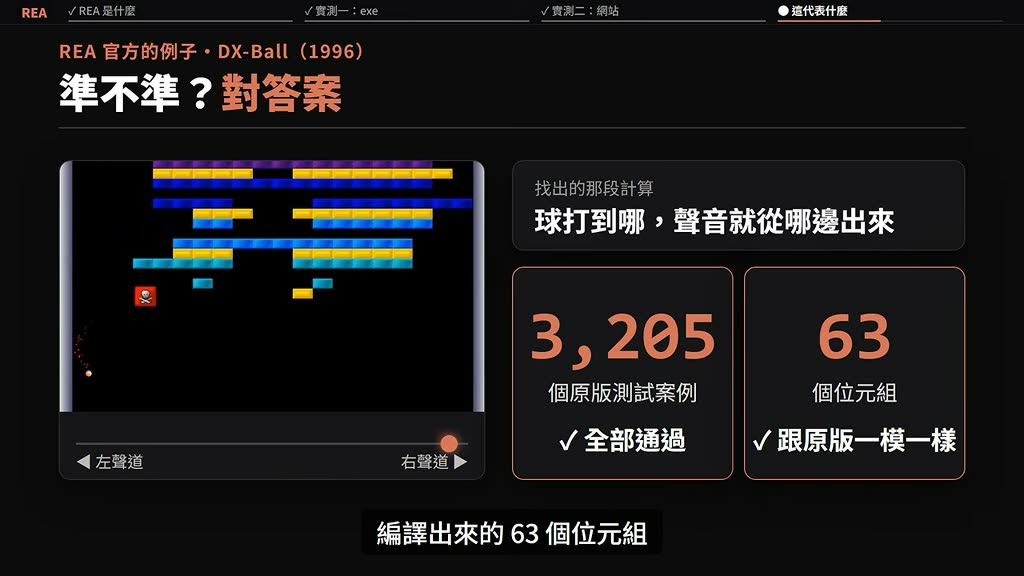 REA
✓ REA 是什麼
✓ 實測一：exe
✓ 實測二：網站
● 這代表什麼
REA 官方的例子・DX-Ball（1996）
準不準？對答案
找出的那段計算
球打到哪，聲音就從哪邊出來
3,205
個原版測試案例
✓ 全部通過
63
個位元組
✓ 跟原版一模一樣
◀ 左聲道
右聲道 ▶
編譯出來的 63 個位元組